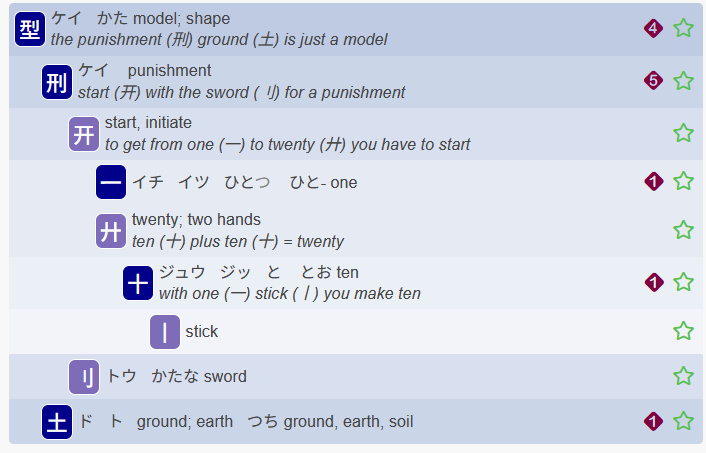 型 ケイ かた model; shape 4
the punishment (刑) ground (土) is just a model
刑 ケイ punishment 5
start (开) with the sword (刂) for a punishment
开 start, initiate
to get from one (一) to twenty (廾) you have to start
一 イチ イツ ひとつ ひと- one 1
廾 twenty; two hands
ten (十) plus ten (十) = twenty
十 ジュウ ジッ と とお ten 1
with one (一) stick (丨) you make ten
丨 stick
刂 トウ かたな sword
土 ド ト ground; earth つち ground, earth, soil 1